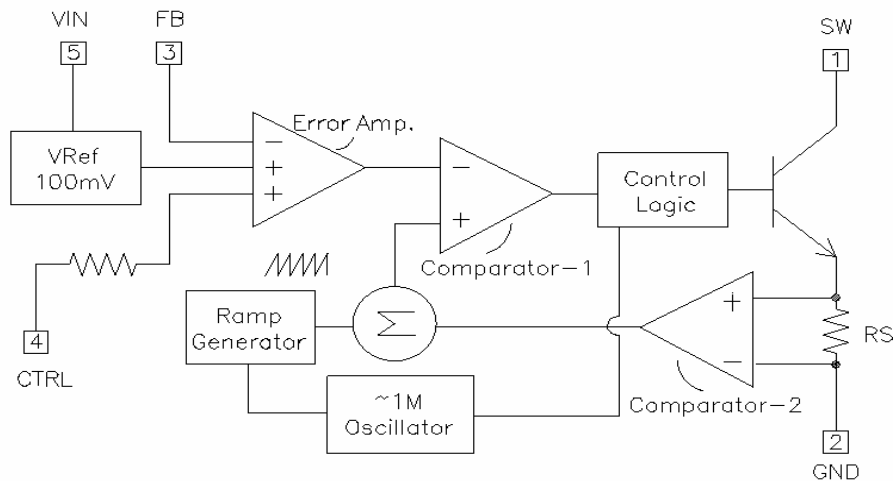 VIN
FB
SW
5
3
1
Error Amp.
VRef
100mV
−
+
+
−
+
Control
Logic
Comparator-1
Ramp
Generator
Σ
+
−
RS
4
CTRL
~1M
Oscillator
Comparator-2
2
GND